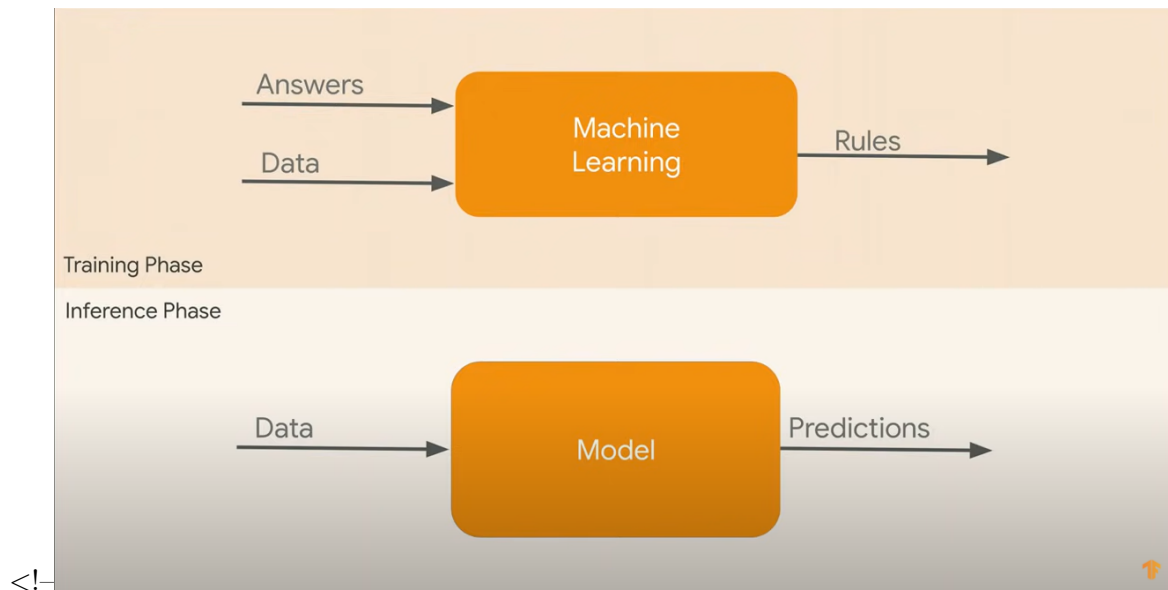 Answers
Data
Machine
Learning
Rules
Training Phase
Inference Phase
Data
Model
Predictions
<!–